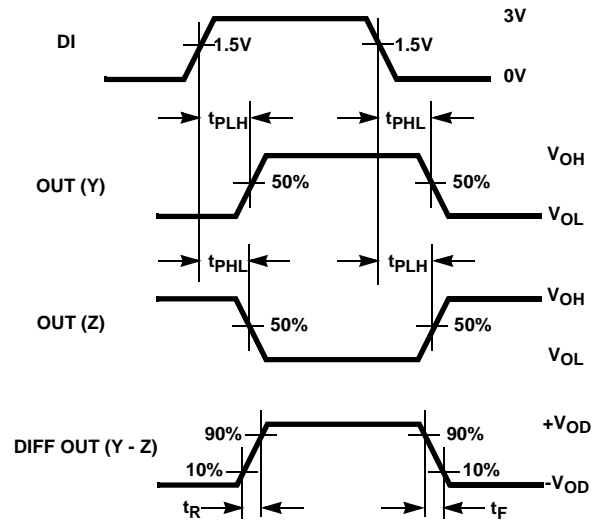 3V
DI
1.5V
1.5V
0V
tPLH
tPHL
VOH
50%
50%
OUT (Y)
VOL
tPHL
tPLH
VOH
OUT (Z)
50%
50%
VOL
+VOD
90%
90%
DIFF OUT (Y - Z)
10%
10%
-VOD
tR
tF